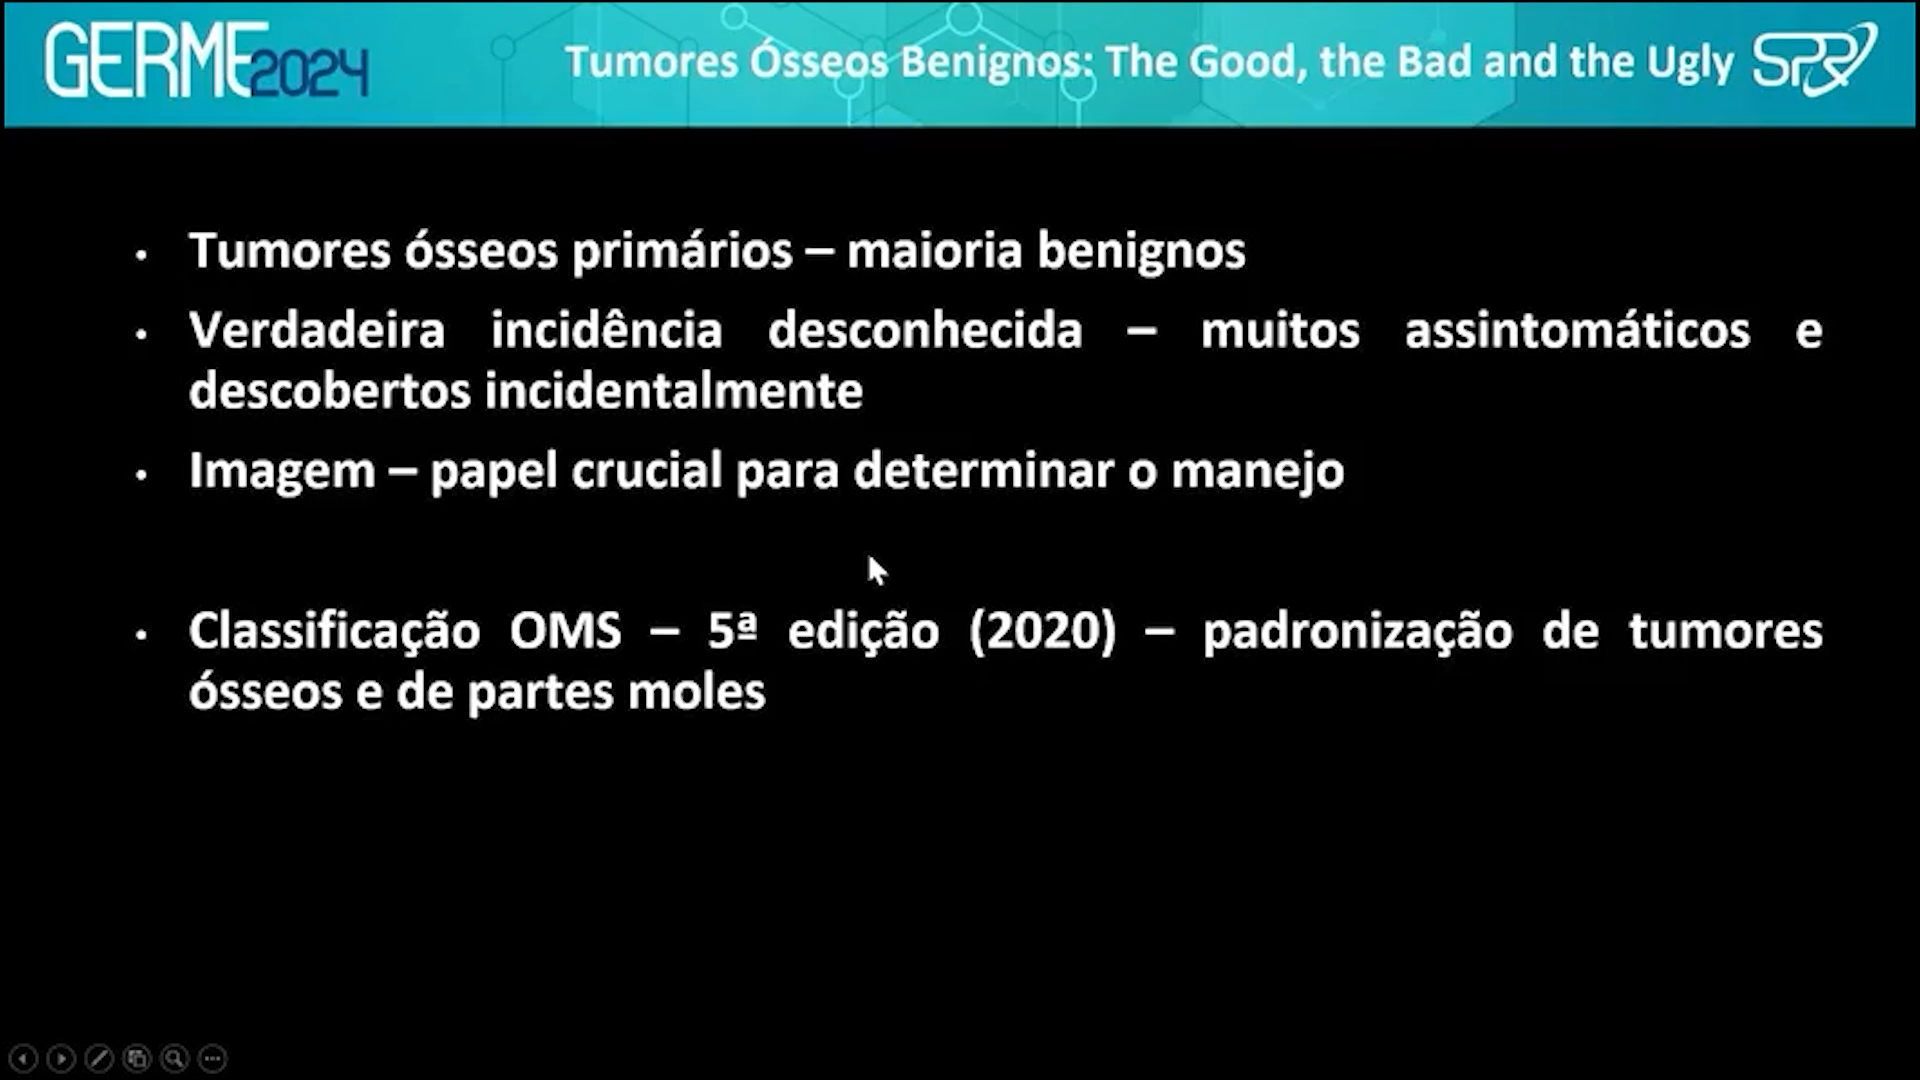 GERME2024
Tumores Ósseos Benignos: The Good, the Bad and the Ugly
SPR
• Tumores ósseos primários – maioria benignos
• Verdadeira incidência desconhecida – muitos assintomáticos e
descobertos incidentalmente
• Imagem – papel crucial para determinar o manejo
• Classificação OMS – 5ª edição (2020) – padronização de tumores
ósseos e de partes moles